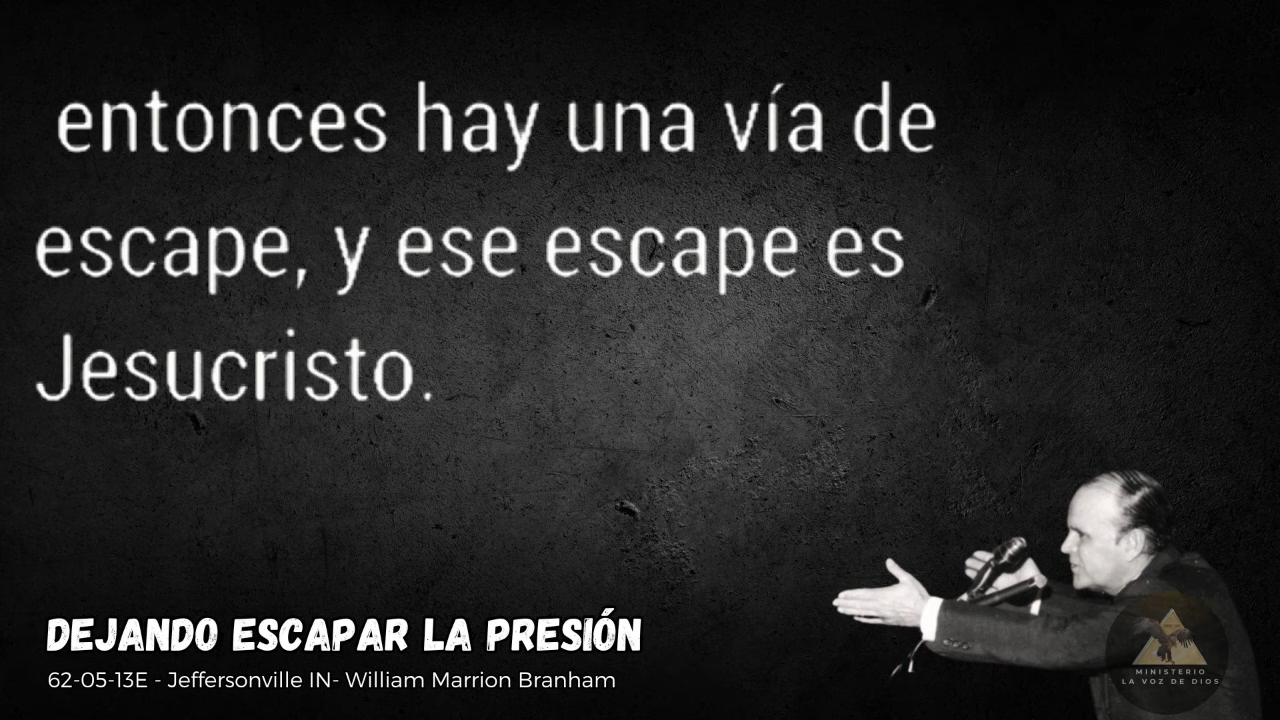 entonces hay una vía de
escape, y ese escape es
Jesucristo.
DEJANDO ESCAPAR LA PRESIÓN
62-05-13E - Jeffersonville IN- William Marrion Branham
MINISTERIO
LA VOZ DE DIOS